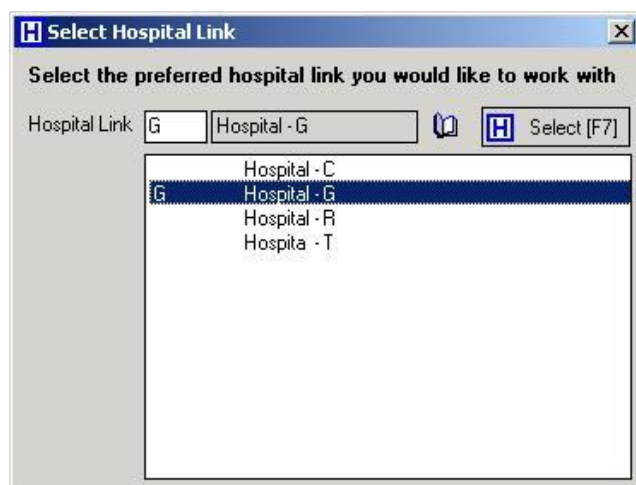 H Select Hospital Link
Select the preferred hospital link you would like to work with
Hospital Link G Hospital - G H Select [F7]
Hospital - C
G Hospital - G
Hospital - R
Hospita - T